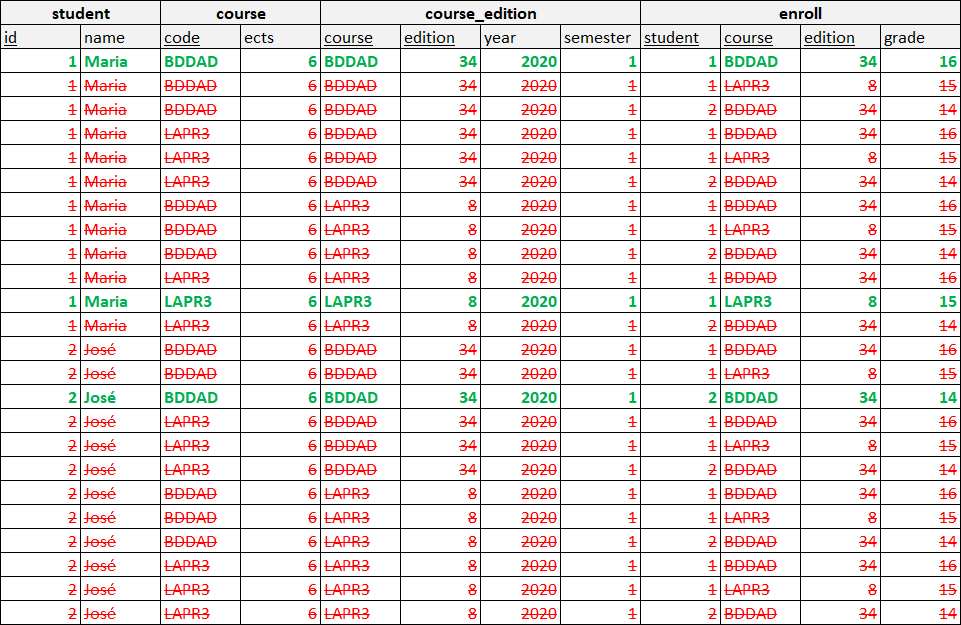 student course course_edition enroll
id name code ects course edition year semester student course edition grade
1 Maria BDDAD 6 BDDAD 34 2020 1 1 BDDAD 34 16
1 Maria BDDAD 6 BDDAD 34 2020 1 1 LAPR3 8 15
1 Maria BDDAD 6 BDDAD 34 2020 1 2 BDDAD 34 14
1 Maria LAPR3 6 BDDAD 34 2020 1 1 BDDAD 34 16
1 Maria LAPR3 6 BDDAD 34 2020 1 1 LAPR3 8 15
1 Maria LAPR3 6 BDDAD 34 2020 1 2 BDDAD 34 14
1 Maria BDDAD 6 LAPR3 8 2020 1 1 BDDAD 34 16
1 Maria BDDAD 6 LAPR3 8 2020 1 1 LAPR3 8 15
1 Maria BDDAD 6 LAPR3 8 2020 1 2 BDDAD 34 14
1 Maria LAPR3 6 LAPR3 8 2020 1 1 BDDAD 34 16
1 Maria LAPR3 6 LAPR3 8 2020 1 1 LAPR3 8 15
1 Maria LAPR3 6 LAPR3 8 2020 1 2 BDDAD 34 14
2 José BDDAD 6 BDDAD 34 2020 1 1 BDDAD 34 16
2 José BDDAD 6 BDDAD 34 2020 1 1 LAPR3 8 15
2 José BDDAD 6 BDDAD 34 2020 1 2 BDDAD 34 14
2 José LAPR3 6 BDDAD 34 2020 1 1 BDDAD 34 16
2 José LAPR3 6 BDDAD 34 2020 1 1 LAPR3 8 15
2 José LAPR3 6 BDDAD 34 2020 1 2 BDDAD 34 14
2 José BDDAD 6 LAPR3 8 2020 1 1 BDDAD 34 16
2 José BDDAD 6 LAPR3 8 2020 1 1 LAPR3 8 15
2 José BDDAD 6 LAPR3 8 2020 1 2 BDDAD 34 14
2 José LAPR3 6 LAPR3 8 2020 1 1 BDDAD 34 16
2 José LAPR3 6 LAPR3 8 2020 1 1 LAPR3 8 15
2 José LAPR3 6 LAPR3 8 2020 1 2 BDDAD 34 14